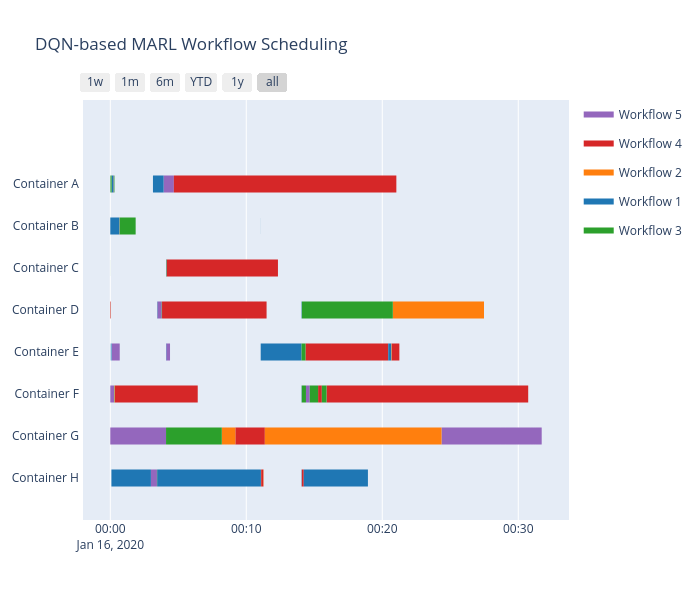 DQN-based MARL Workflow Scheduling
1w 1m 6m YTD 1y all
Workflow 5
Workflow 4
Workflow 2
Workflow 1
Workflow 3
Container A
Container B
Container C
Container D
Container E
Container F
Container G
Container H
00:00 00:10 00:20 00:30
Jan 16, 2020